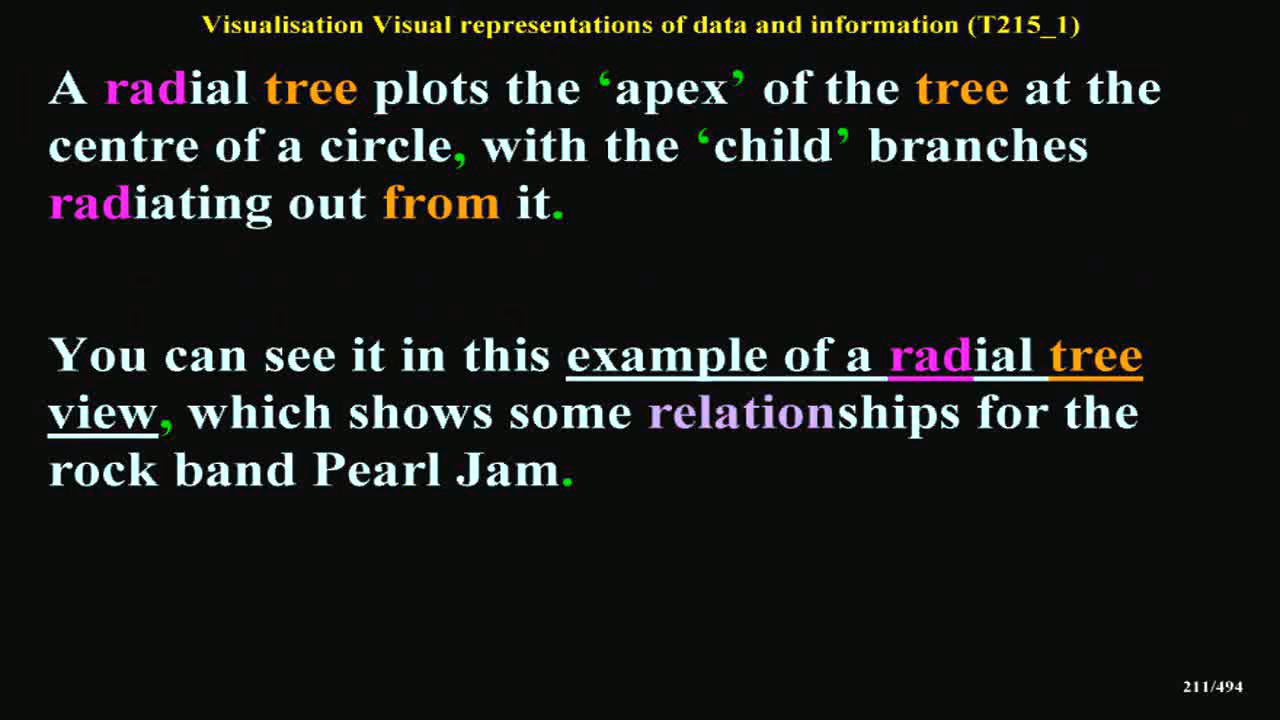 Visualisation Visual representations of data and information (T215_1)
A radial tree plots the ‘apex’ of the tree at the
centre of a circle, with the ‘child’ branches
radiating out from it.
You can see it in this example of a radial tree
view, which shows some relationships for the
rock band Pearl Jam.
211/494